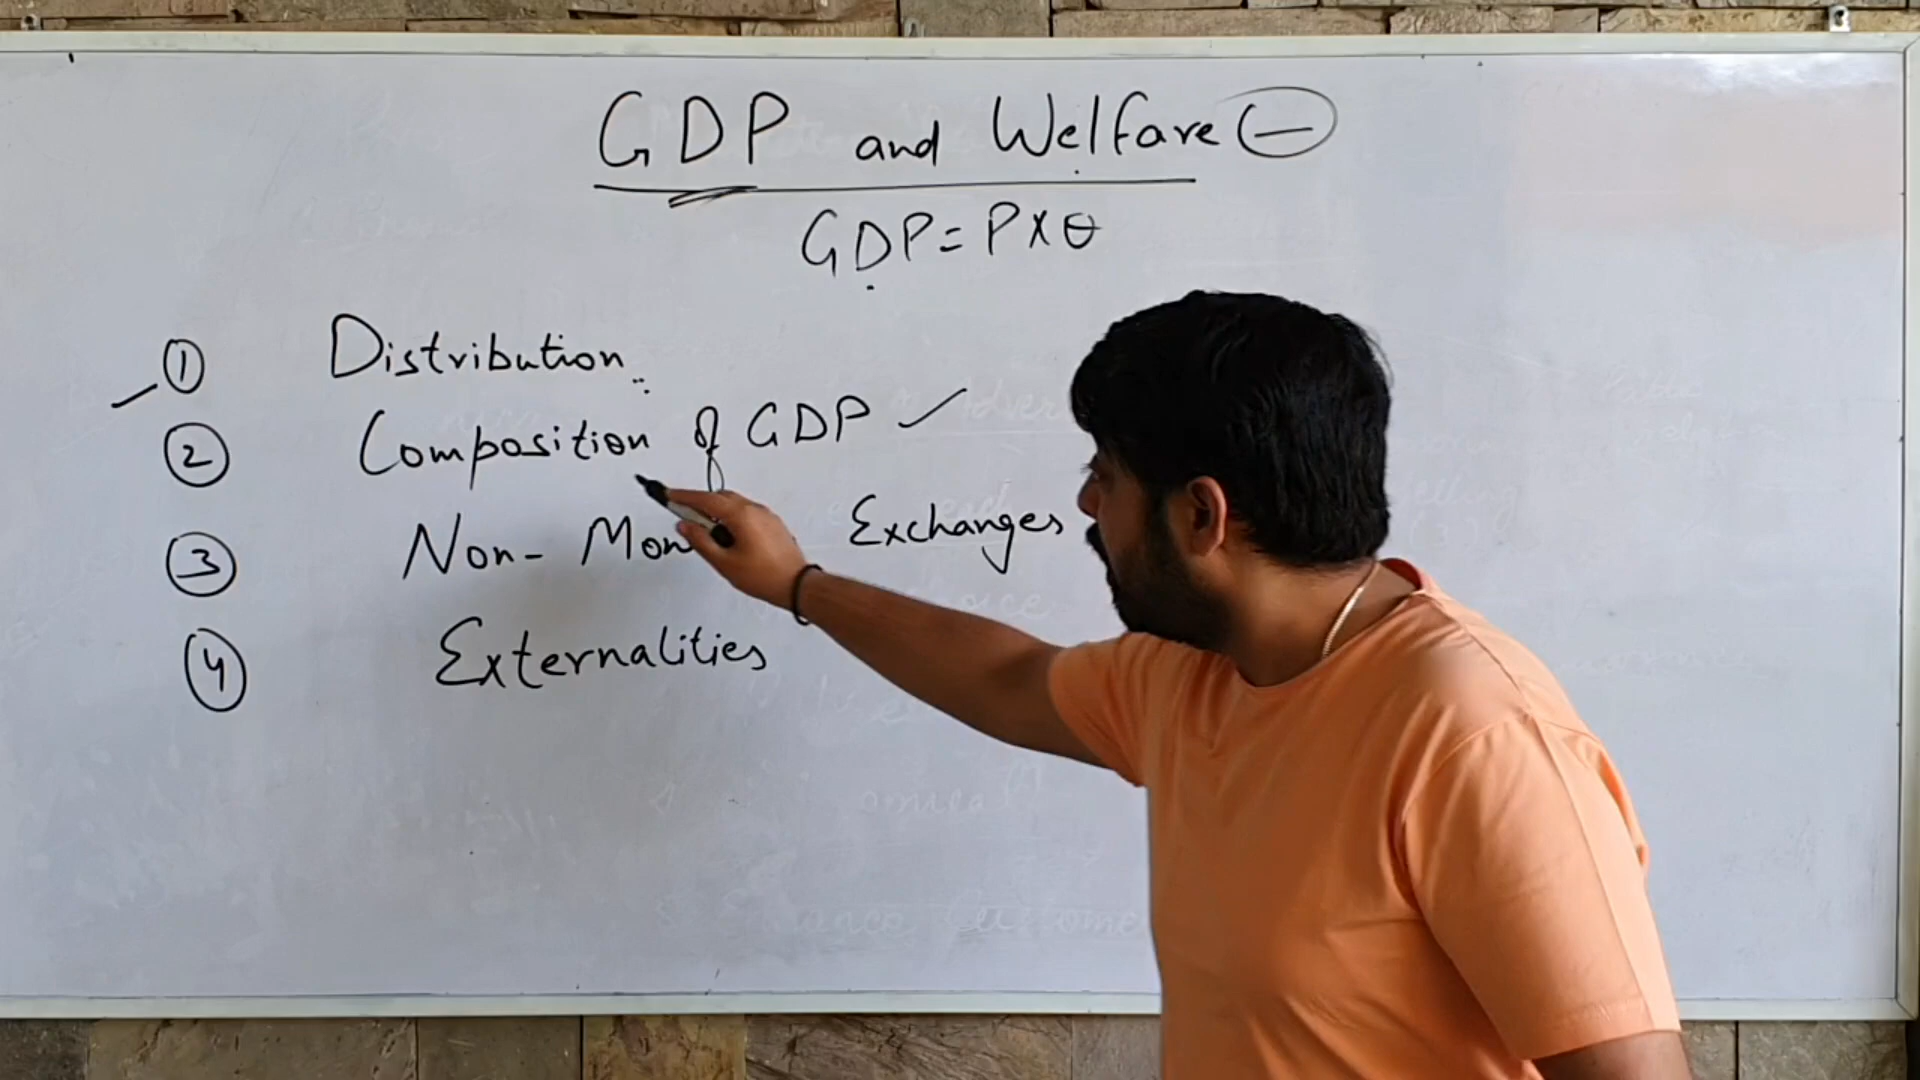 GDP and Welfare
GDP = P X Q
1 Distribution
2 Composition of GDP
3 Non- Mon Exchanges
4 Externalities